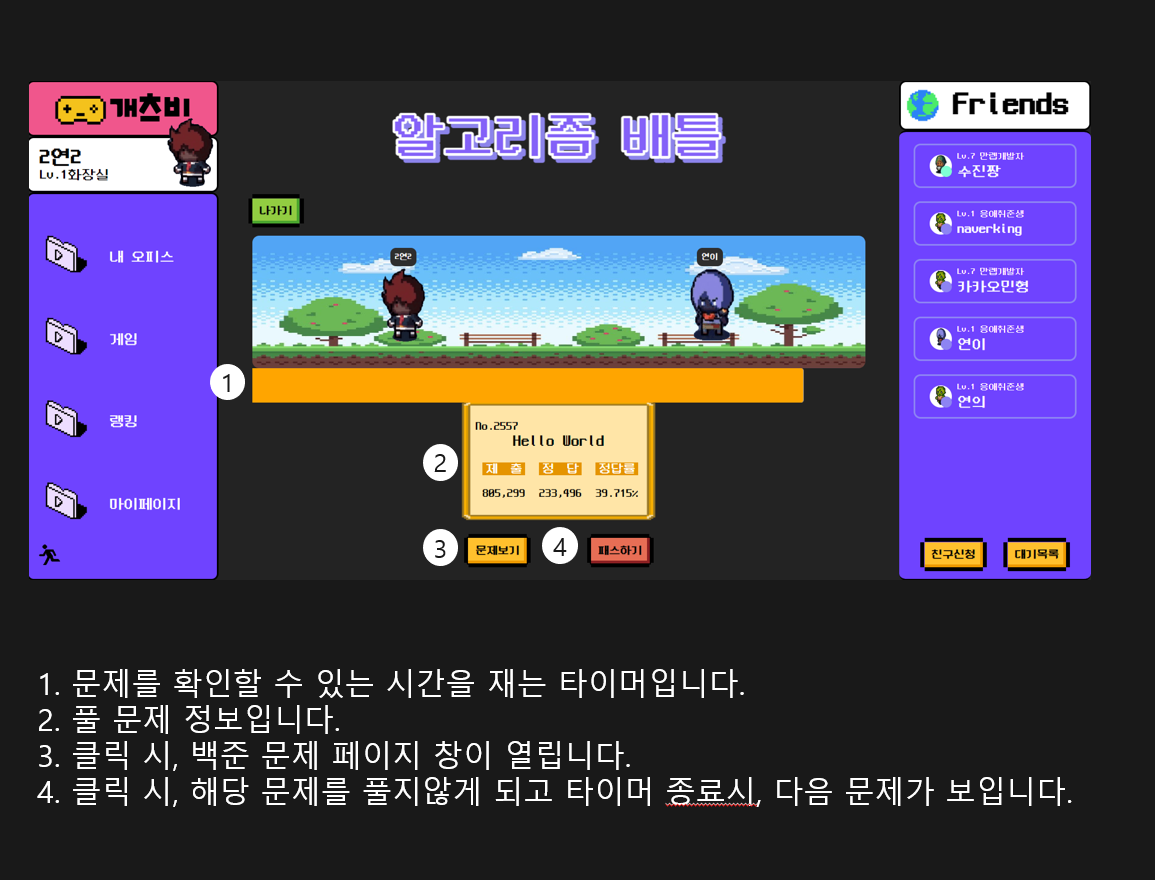 개츠비
2연2
Lv.1화장실
내 오피스
게임
랭킹
마이페이지
알고리즘 배틀
나가기
2연2
연이
1
2
No.2557
Hello World
제 출 정 답 정답률
805,299 233,496 39.715%
3
문제보기
4
패스하기
Friends
Lv.7 만렙개발자
수진짱
Lv.1 응애취준생
naverking
Lv.7 만렙개발자
카카오민형
Lv.1 응애취준생
연이
Lv.1 응애취준생
연의
친구신청
대기목록
1. 문제를 확인할 수 있는 시간을 재는 타이머입니다.
2. 풀 문제 정보입니다.
3. 클릭 시, 백준 문제 페이지 창이 열립니다.
4. 클릭 시, 해당 문제를 풀지않게 되고 타이머 종료시, 다음 문제가 보입니다.